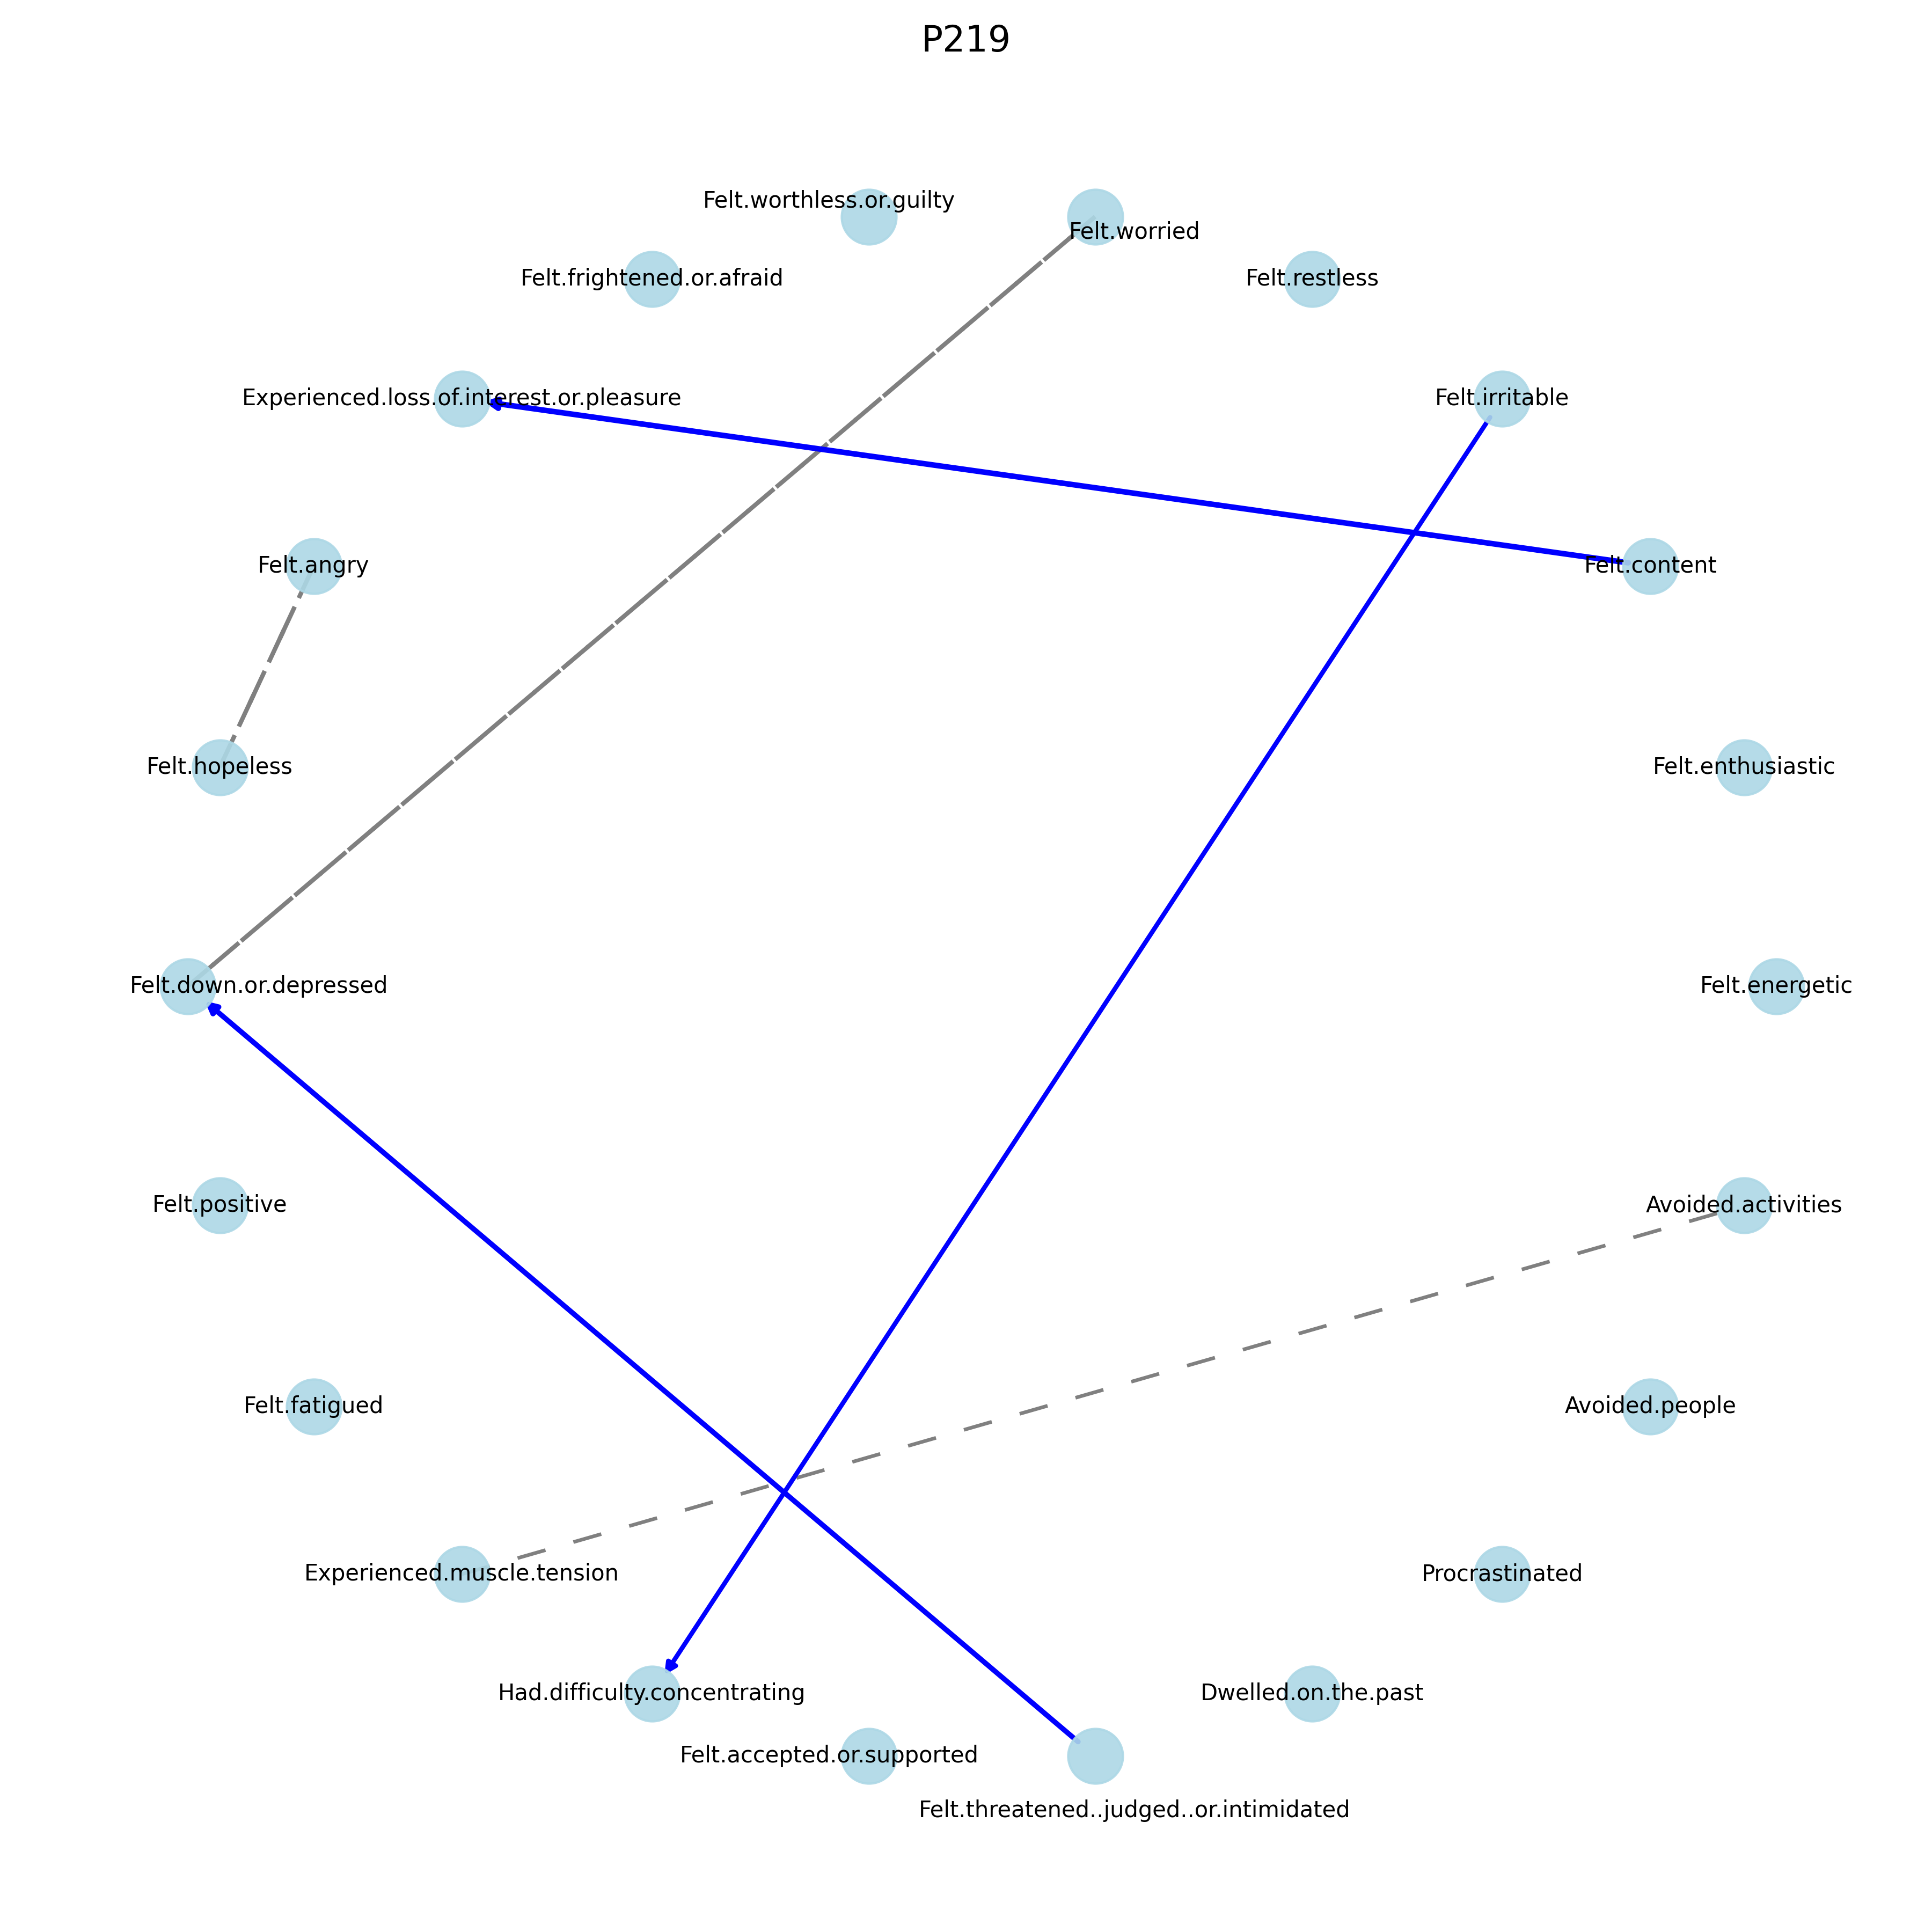 P219
Felt.worthless.or.guilty
Felt.worried
Felt.frightened.or.afraid
Felt.restless
Experienced.loss.of.interest.or.pleasure
Felt.irritable
Felt.angry
Felt.content
Felt.hopeless
Felt.enthusiastic
Felt.down.or.depressed
Felt.energetic
Felt.positive
Avoided.activities
Felt.fatigued
Avoided.people
Experienced.muscle.tension
Procrastinated
Had.difficulty.concentrating
Dwelled.on.the.past
Felt.accepted.or.supported
Felt.threatened..judged..or.intimidated